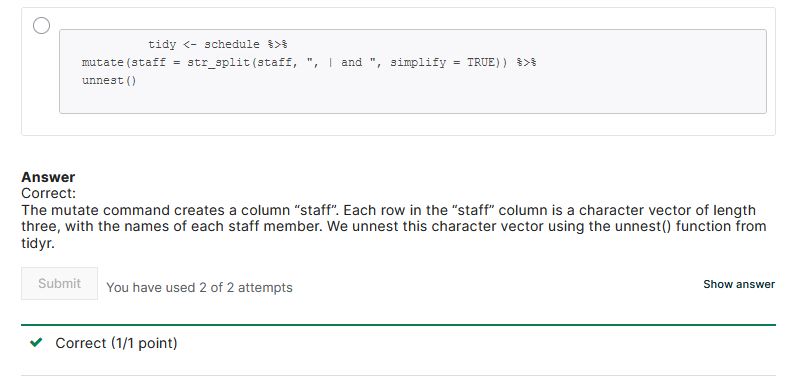 tidy <- schedule %>%
mutate(staff = str_split(staff, ", | and ", simplify = TRUE)) %>%
unnest()
Answer
Correct:
The mutate command creates a column “staff”. Each row in the “staff” column is a character vector of length
three, with the names of each staff member. We unnest this character vector using the unnest() function from
tidyr.
Submit
You have used 2 of 2 attempts
Show answer
Correct (1/1 point)